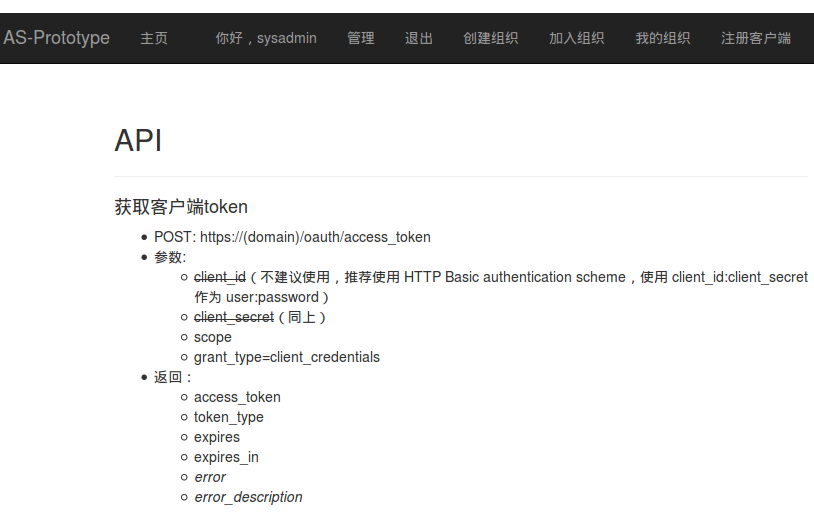 AS-Prototype 主页 你好，sysadmin 管理 退出 创建组织 加入组织 我的组织 注册客户端
API
获取客户端token
POST: https://(domain)/oauth/access_token
参数:
client_id（不建议使用，推荐使用 HTTP Basic authentication scheme，使用 client_id:client_secret
作为 user:password）
client_secret（同上）
scope
grant_type=client_credentials
返回：
access_token
token_type
expires
expires_in
error
error_description